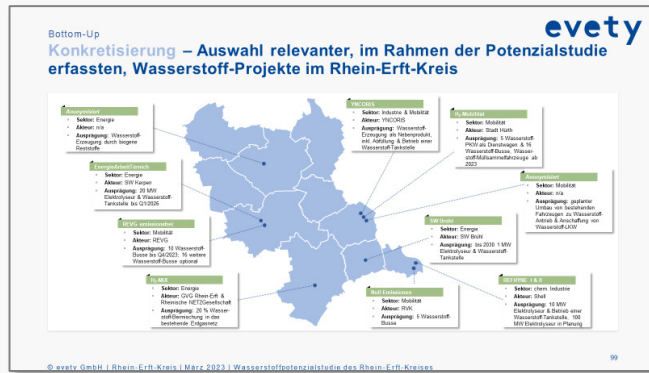 Bottom-Up
evety
Konkretisierung – Auswahl relevanter, im Rahmen der Potenzialstudie
erfassten, Wasserstoff-Projekte im Rhein-Erft-Kreis
Anonymisiert
Sektor: Energie
Akteur: n/a
Ausprägung: Wasserstoff-
Erzeugung durch biogene
Reststoffe
YNCORIS
Sektor: Industrie & Mobilität
Akteur: YNCORIS
Ausprägung: Wasserstoff-
Erzeugung als Nebenprodukt,
inkl. Abfüllung & Betrieb einer
Wasserstoff-Tankstelle
H₂-Mobilität
Sektor: Mobilität
Akteur: Stadt Hürth
Ausprägung: 5 Wasserstoff-
PKW als Dienstwagen & 16
Wasserstoff-Busse, Wasser-
stoff-Müllsammelfahrzeuge ab
2023
EnergieArbeitTeirich
Sektor: Energie
Akteur: SW Kerpen
Ausprägung: 20 MW
Elektrolyseur & Wasserstoff-
Tankstelle bis Q1/2026
Anonymisiert
Sektor: Mobilität
Akteur: n/a
Ausprägung: geplanter
Umbau von bestehenden
Fahrzeugen zu Wasserstoff-
Antrieb & Anschaffung von
Wasserstoff-LKW
REVG emissionsfrei
Sektor: Mobilität
Akteur: REVG
Ausprägung: 10 Wasserstoff-
Busse bis Q4/2023; 16 weitere
Wasserstoff-Busse optional
SW Brühl
Sektor: Energie
Akteur: SW Brühl
Ausprägung: bis 2030 1 MW
Elektrolyseur & Wasserstoff-
Tankstelle
H₂-MIX
Sektor: Energie
Akteur: GVG Rhein-Erft &
Rheinische NETZGesellschaft
Ausprägung: 20 % Wasser-
stoff-Beimischung in das
bestehende Erdgasnetz
Null Emissionen
Sektor: Mobilität
Akteur: RVK
Ausprägung: 5 Wasserstoff-
Busse
REFHYNE I & II
Sektor: chem. Industrie
Akteur: Shell
Ausprägung: 10 MW
Elektrolyseur & Betrieb einer
Wasserstoff-Tankstelle, 100
MW Elektrolyseur in Planung
99
© evety GmbH | Rhein-Erft-Kreis | März 2023 | Wasserstoffpotenzialstudie des Rhein-Erft-Kreises